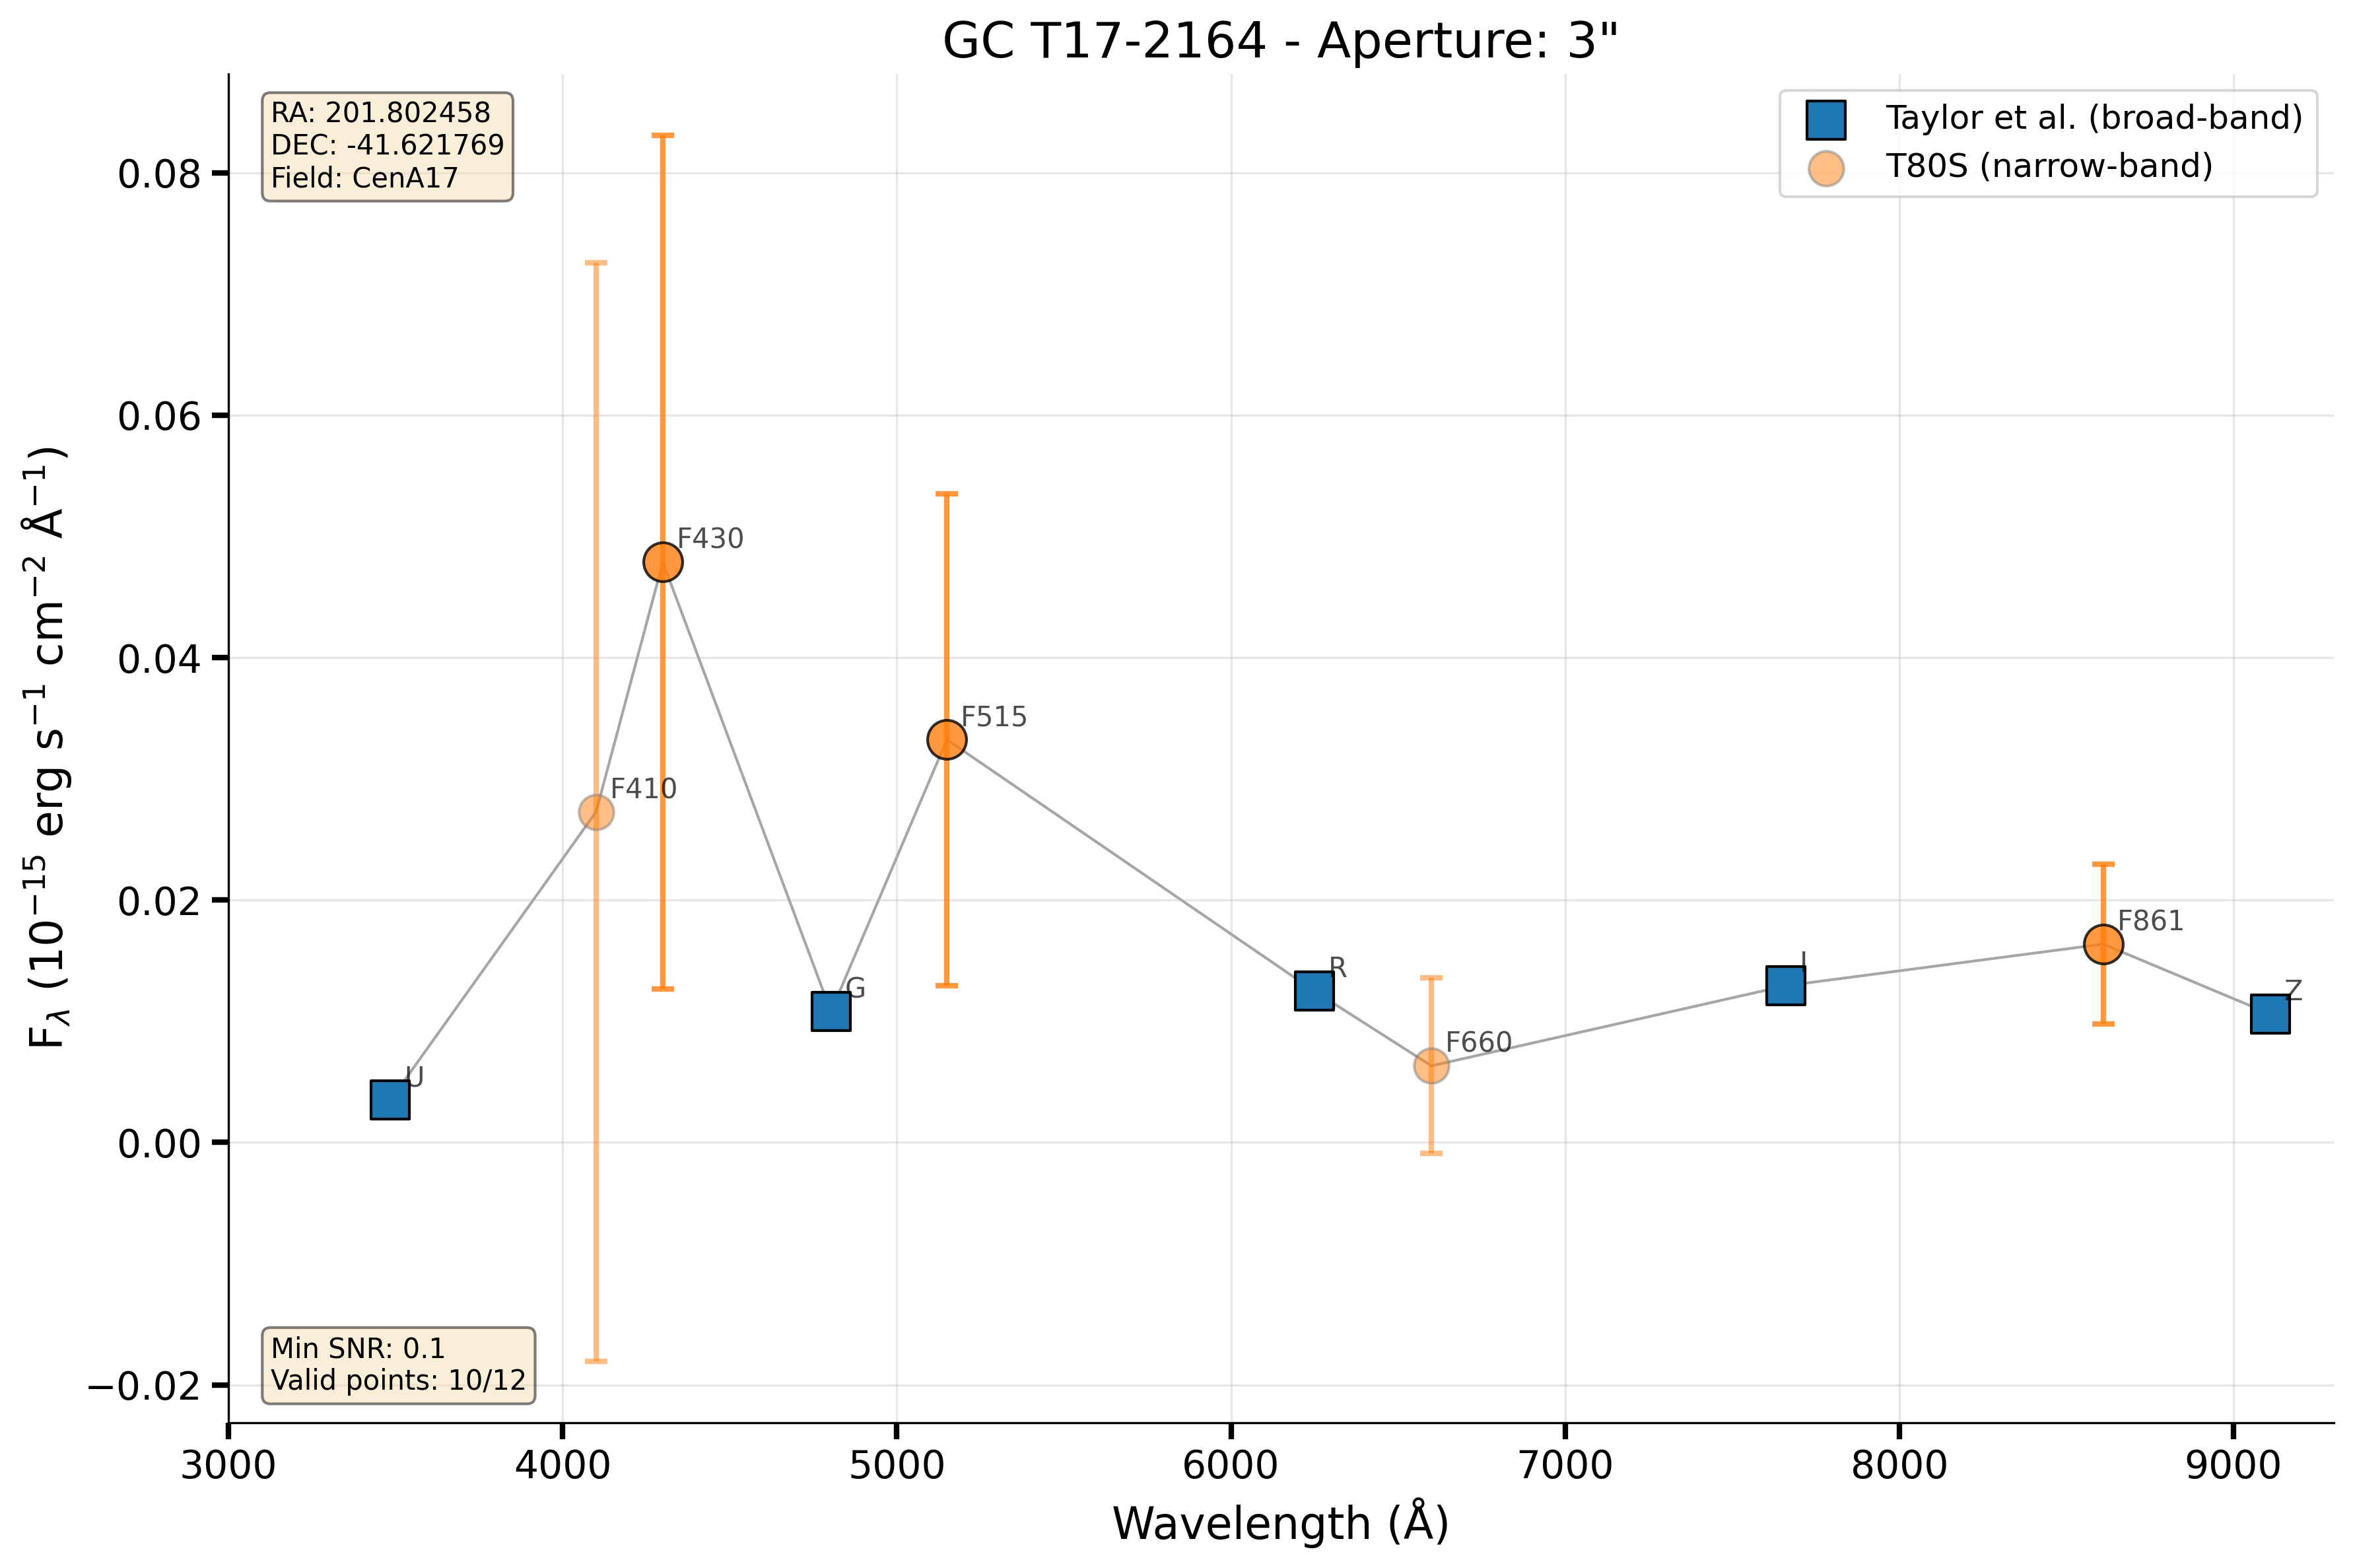 GC T17-2164 - Aperture: 3"
RA: 201.802458
DEC: -41.621769
Field: CenA17
Taylor et al. (broad-band)
T80S (narrow-band)
F$_{\lambda}$ (10$^{-15}$ erg s$^{-1}$ cm$^{-2}$ Å$^{-1}$)
0.08
0.06
0.04
0.02
0.00
−0.02
F430
F515
F410
F861
R
I
G
Z
F660
U
Min SNR: 0.1
Valid points: 10/12
3000 4000 5000 6000 7000 8000 9000
Wavelength (Å)